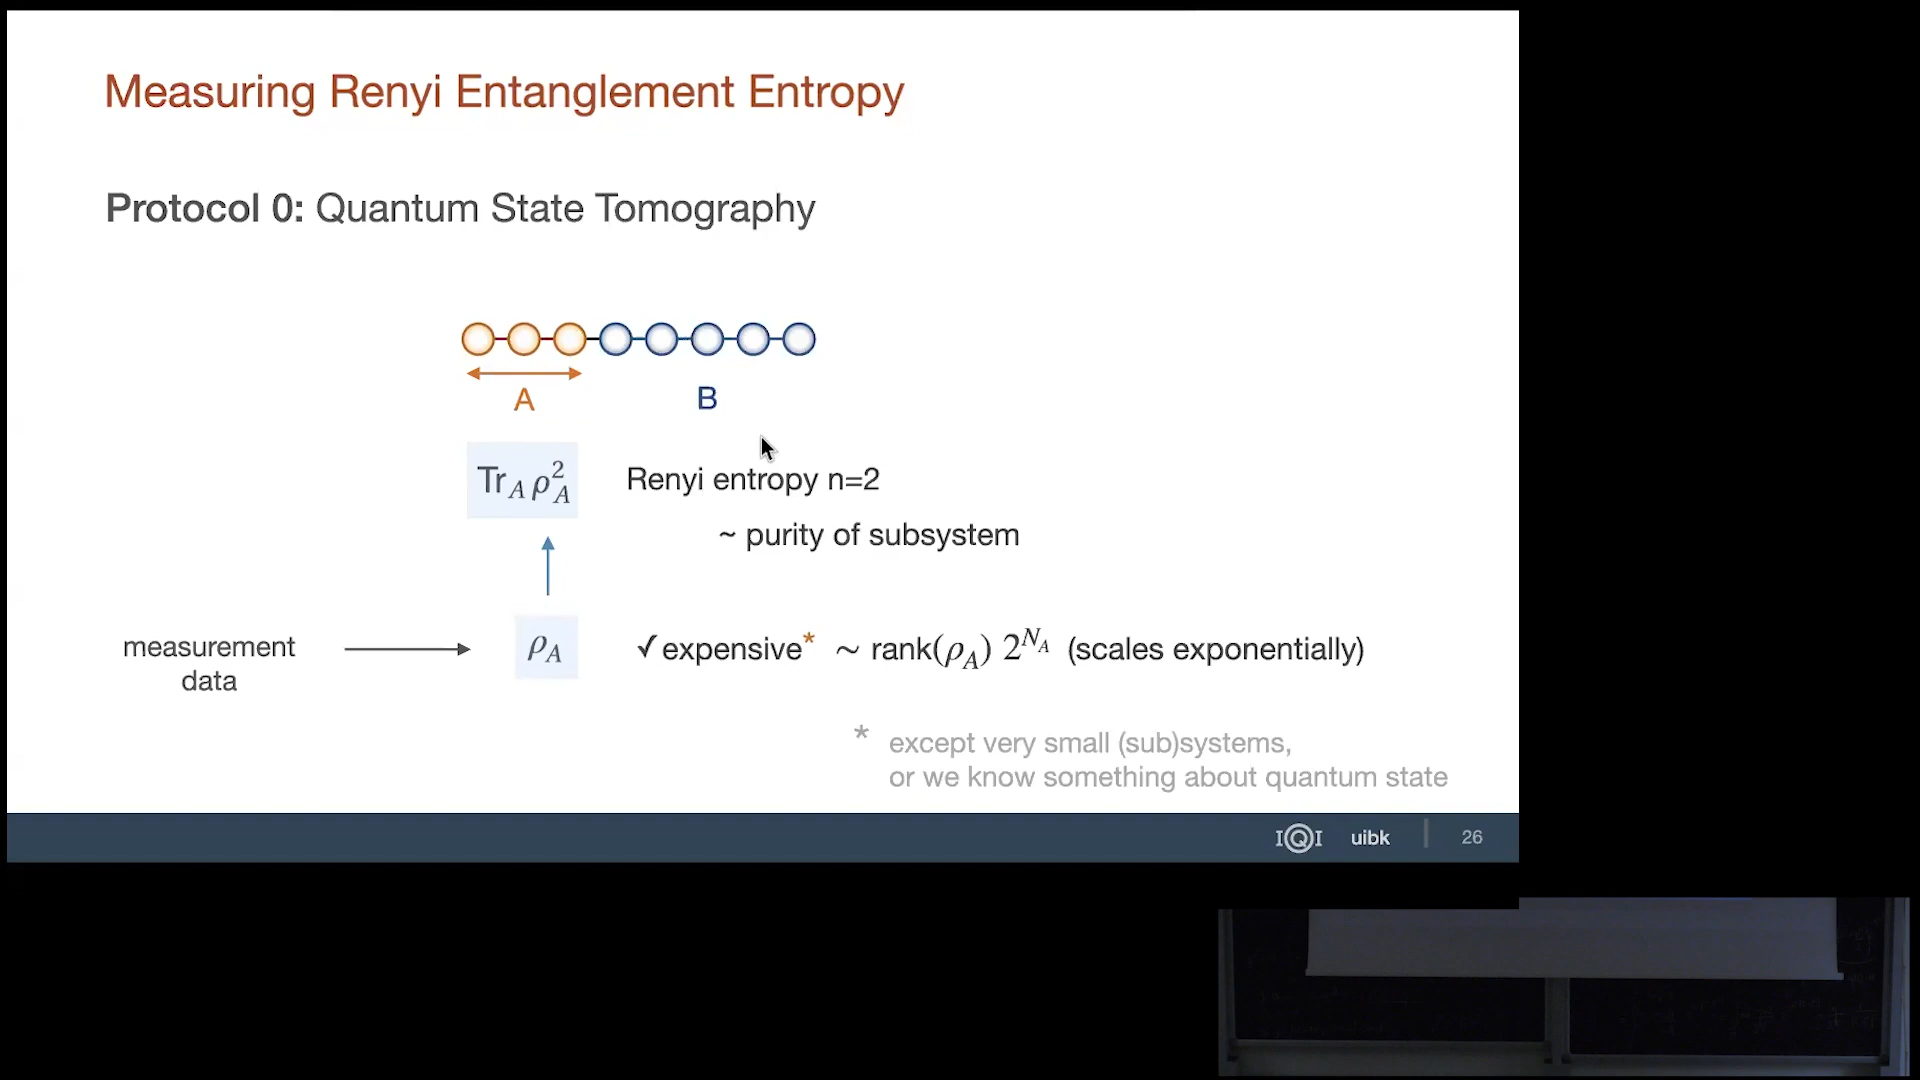 Measuring Renyi Entanglement Entropy
Protocol 0: Quantum State Tomography
A
B
Tr_A ρ_A^2
Renyi entropy n=2
~ purity of subsystem
measurement
data
ρ_A
✓expensive* ∼ rank(ρ_A) 2^{N_A} (scales exponentially)
* except very small (sub)systems,
or we know something about quantum state
IQI uibk | 26